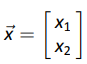 x⃗ = [x₁
x₂]